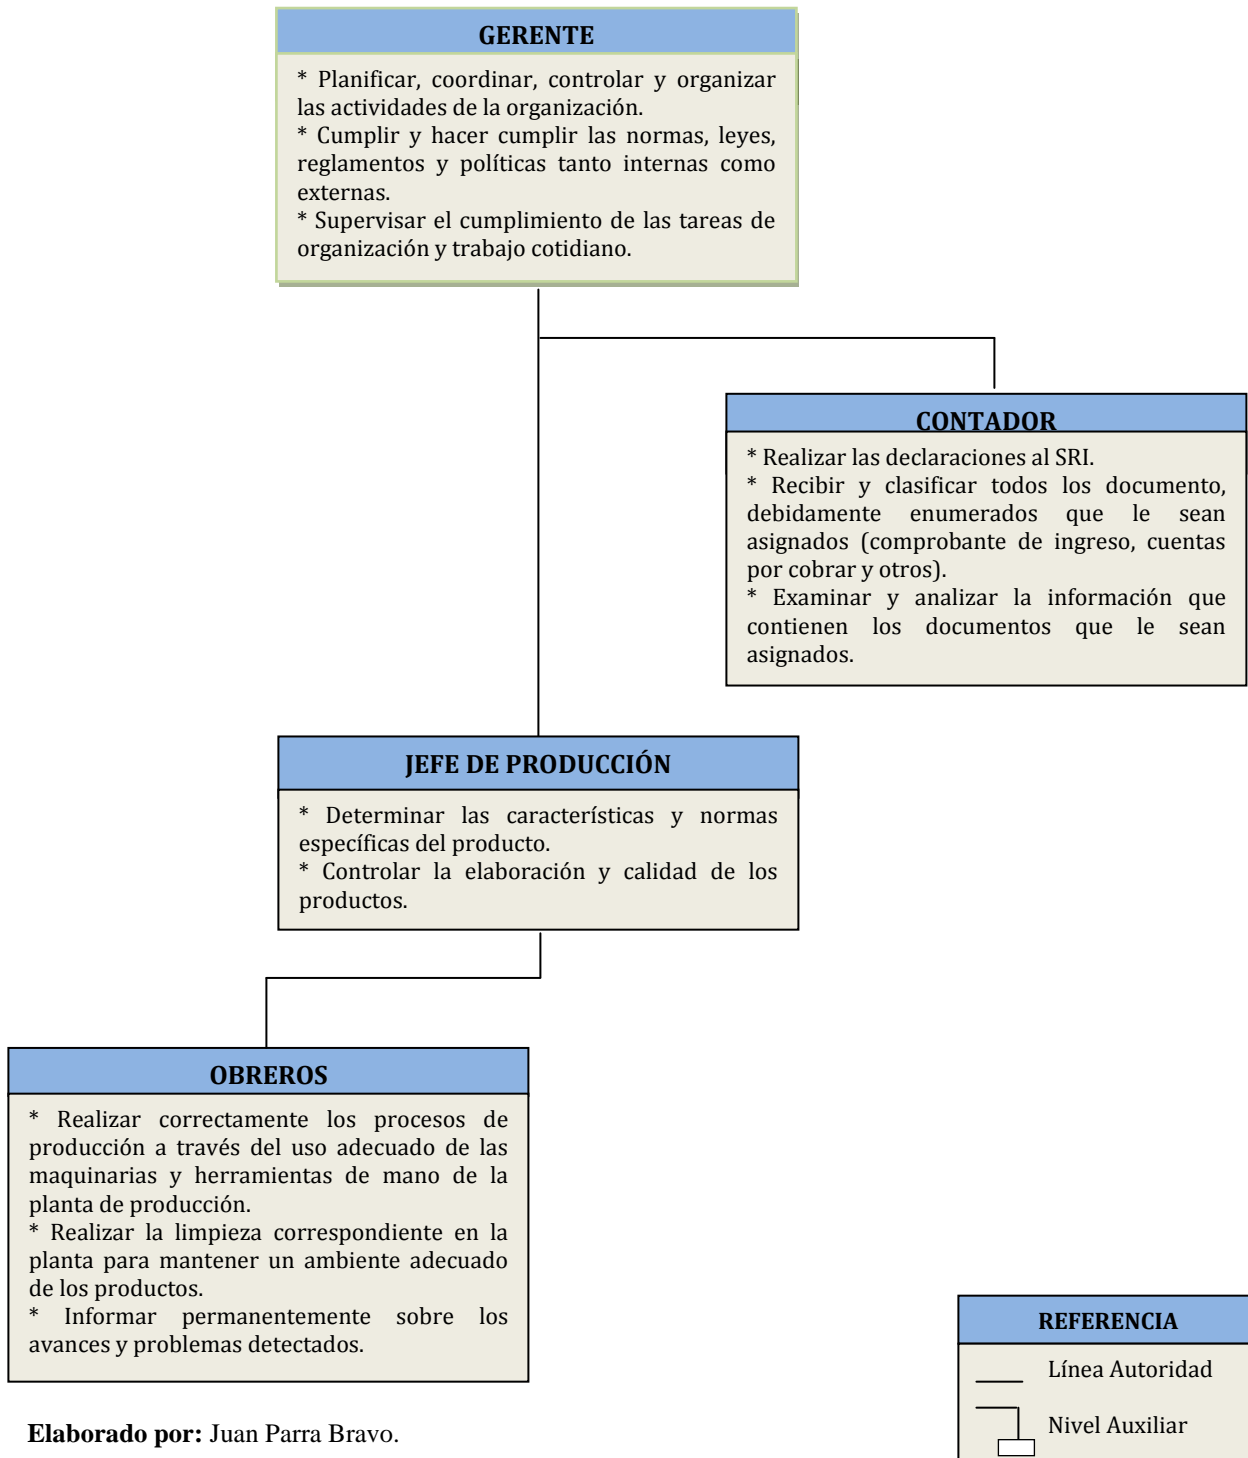 GERENTE
* Planificar, coordinar, controlar y organizar
las actividades de la organización.
* Cumplir y hacer cumplir las normas, leyes,
reglamentos y políticas tanto internas como
externas.
* Supervisar el cumplimiento de las tareas de
organización y trabajo cotidiano.
CONTADOR
* Realizar las declaraciones al SRI.
* Recibir y clasificar todos los documento,
debidamente enumerados que le sean
asignados (comprobante de ingreso, cuentas
por cobrar y otros).
* Examinar y analizar la información que
contienen los documentos que le sean
asignados.
JEFE DE PRODUCCIÓN
* Determinar las características y normas
específicas del producto.
* Controlar la elaboración y calidad de los
productos.
OBREROS
* Realizar correctamente los procesos de
producción a través del uso adecuado de las
maquinarias y herramientas de mano de la
planta de producción.
* Realizar la limpieza correspondiente en la
planta para mantener un ambiente adecuado
de los productos.
* Informar permanentemente sobre los
avances y problemas detectados.
REFERENCIA
Línea Autoridad
Nivel Auxiliar
Elaborado por: Juan Parra Bravo.